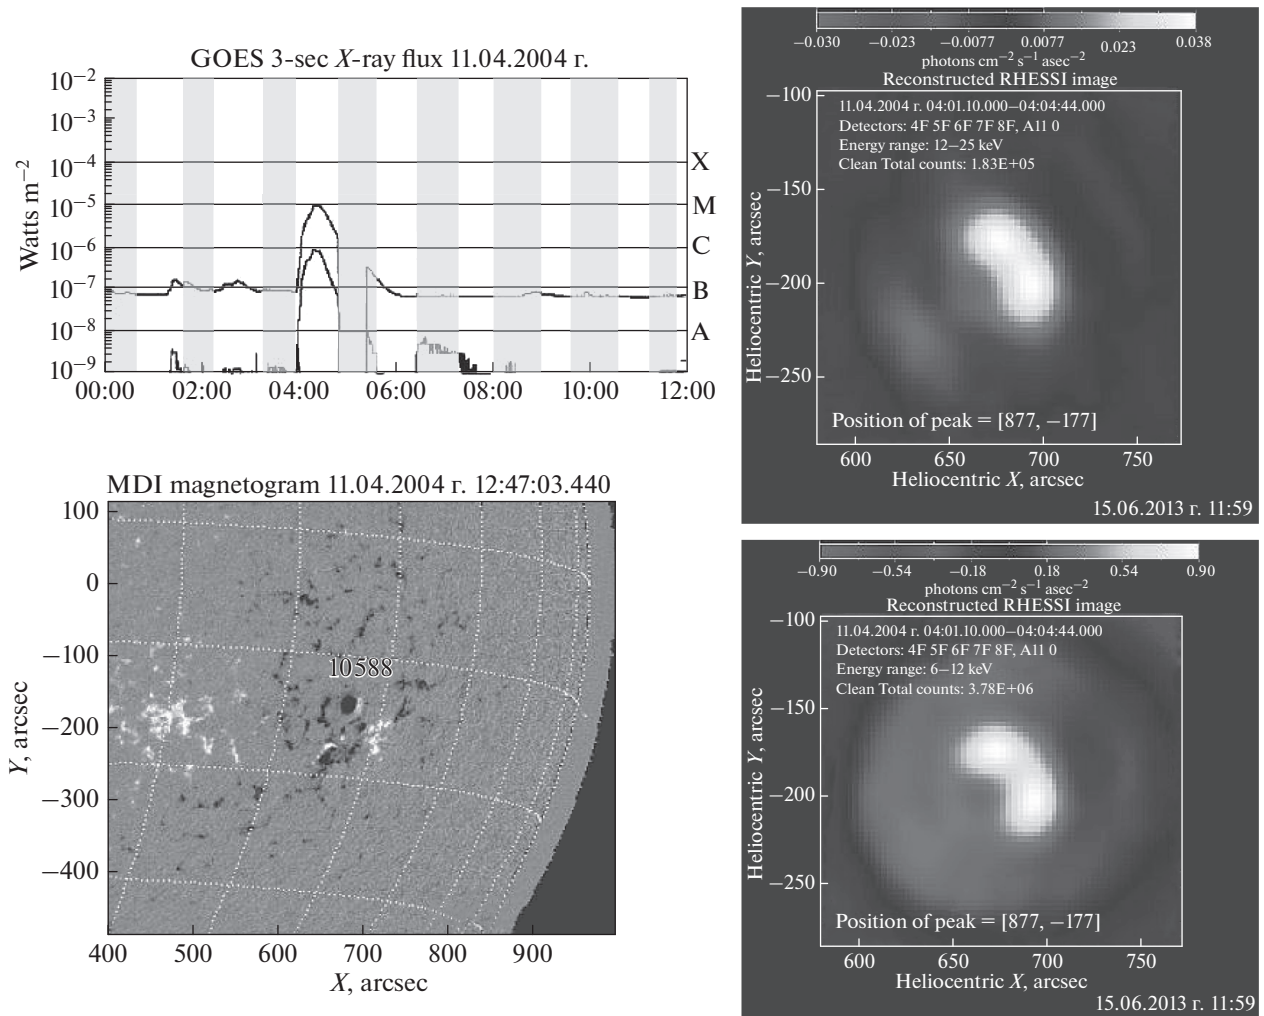 GOES 3-sec X-ray flux 11.04.2004 г.
Watts m−2
10−2
10−3
10−4
10−5
10−6
10−7
10−8
10−9
X
M
C
B
A
00:00 02:00 04:00 06:00 08:00 10:00 12:00
−0.030 −0.023 −0.0077 0.0077 0.023 0.038
photons cm−2 s−1 asec−2
Reconstructed RHESSI image
11.04.2004 г. 04:01.10.000−04:04:44.000
Detectors: 4F 5F 6F 7F 8F, A11 0
Energy range: 12−25 keV
Clean Total counts: 1.83E+05
Heliocentric Y, arcsec
−100
−150
−200
−250
Position of peak = [877, −177]
600 650 700 750
Heliocentric X, arcsec
15.06.2013 г. 11:59
MDI magnetogram 11.04.2004 г. 12:47:03.440
Y, arcsec
100
0
−100
−200
−300
−400
10588
400 500 600 700 800 900
X, arcsec
−0.90 −0.54 −0.18 0.18 0.54 0.90
photons cm−2 s−1 asec−2
Reconstructed RHESSI image
11.04.2004 г. 04:01.10.000−04:04:44.000
Detectors: 4F 5F 6F 7F 8F, A11 0
Energy range: 6−12 keV
Clean Total counts: 3.78E+06
Heliocentric Y, arcsec
−100
−150
−200
−250
Position of peak = [877, −177]
600 650 700 750
Heliocentric X, arcsec
15.06.2013 г. 11:59